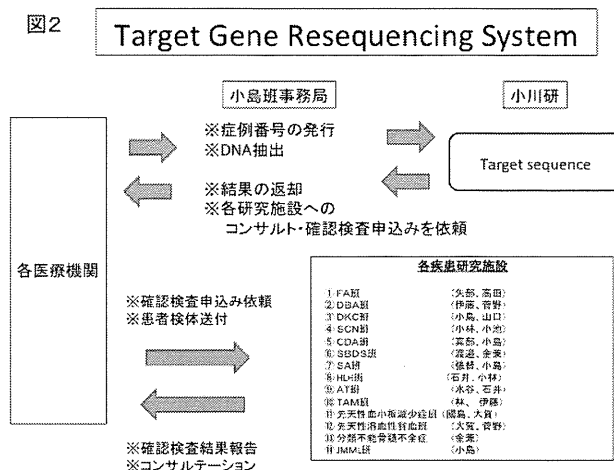 図2
Target Gene Resequencing System
小島班事務局
小川研
※症例番号の発行
※DNA抽出
Target sequence
※結果の返却
※各研究施設への
コンサルト・確認検査申込みを依頼
各医療機関
※確認検査申込み依頼
※患者検体送付
※確認検査結果報告
※コンサルテーション
各疾患研究施設
① FA班 (矢部、高田)
② DBA班 (伊藤、菅野)
③ DKC班 (小島、山口)
④ SCN班 (小林、小池)
⑤ CDA班 (真部、小島)
⑥ SBDS班 (渡邉、金兼)
⑦ SA班 (張替、小島)
⑧ HLH班 (石井、小林)
⑨ AT班 (水谷、石井)
⑩ TAM班 (林、伊藤)
⑪ 先天性血小板減少症班 (國島、大賀)
⑫ 先天性溶血性貧血班 (大賀、菅野)
⑬ 分類不能骨髄不全症 (金兼)
⑭ JMML班 (小島)